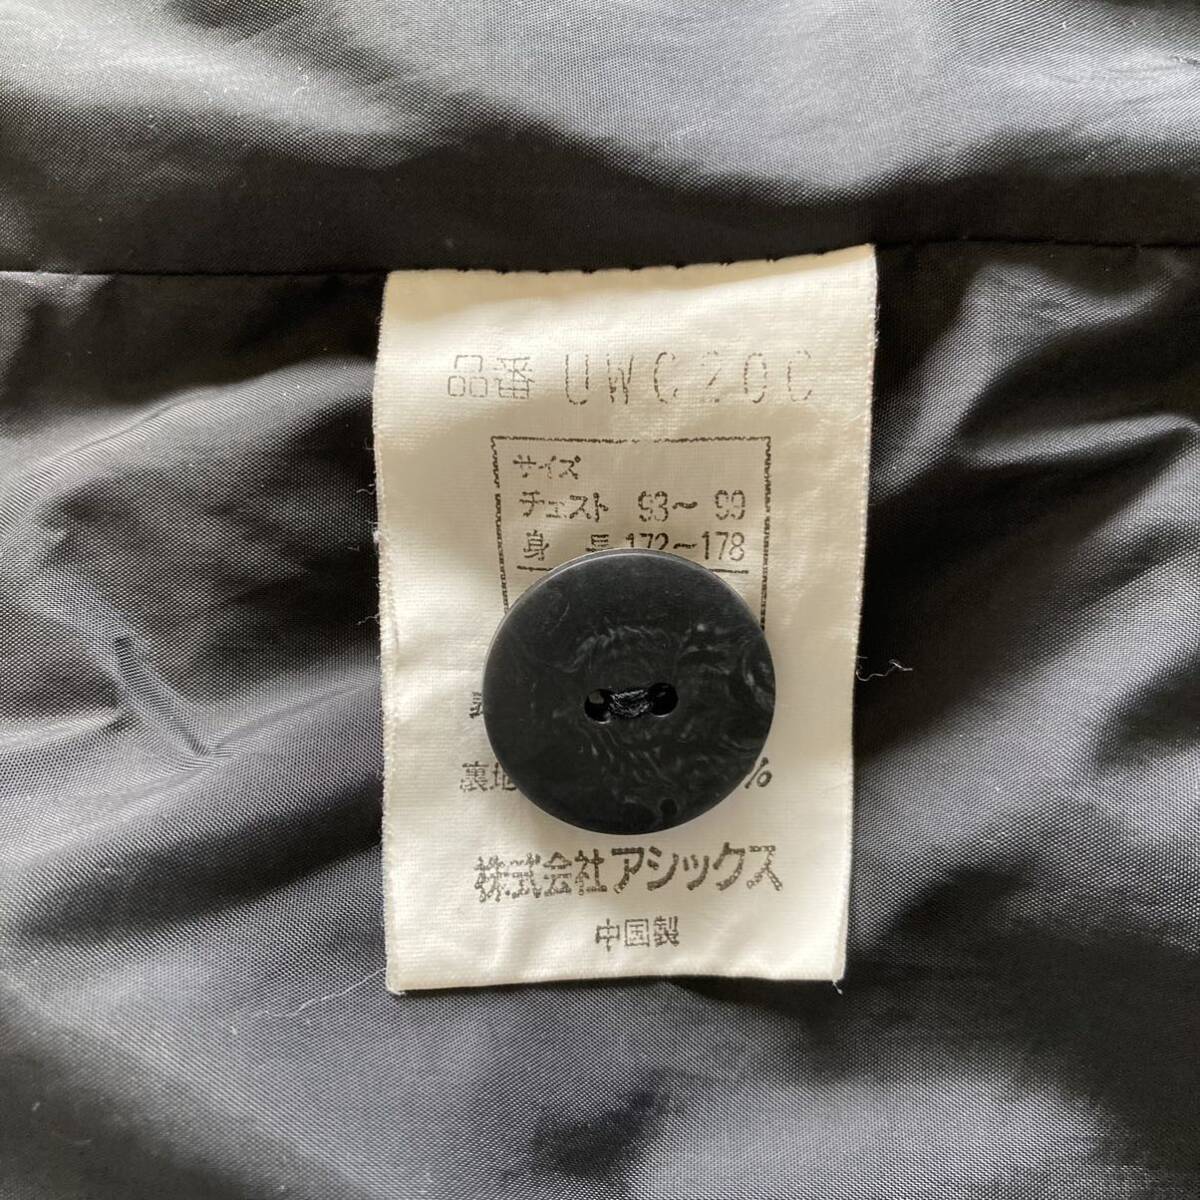 品番 UWC20C
サイズ
チェスト 93〜99
身長 172〜178
裏地 %
株式会社アシックス
中国製